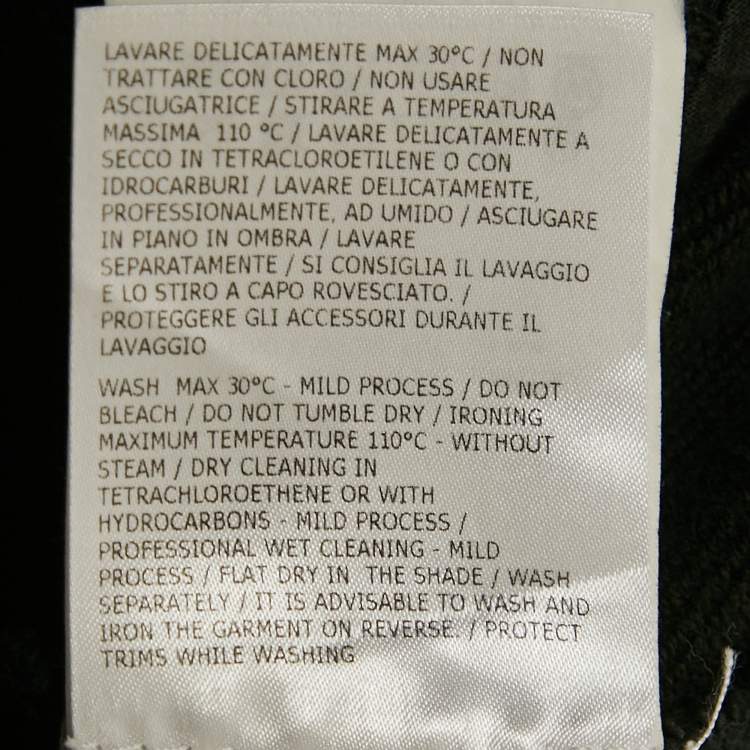 LAVARE DELICATAMENTE MAX 30°C / NON
TRATTARE CON CLORO / NON USARE
ASCIUGATRICE / STIRARE A TEMPERATURA
MASSIMA 110 °C / LAVARE DELICATAMENTE A
SECCO IN TETRACLOROETILENE O CON
IDROCARBURI / LAVARE DELICATAMENTE,
PROFESSIONALMENTE, AD UMIDO / ASCIUGARE
IN PIANO IN OMBRA / LAVARE
SEPARATAMENTE / SI CONSIGLIA IL LAVAGGIO
E LO STIRO A CAPO ROVESCIATO. /
PROTEGGERE GLI ACCESSORI DURANTE IL
LAVAGGIO
WASH MAX 30°C - MILD PROCESS / DO NOT
BLEACH / DO NOT TUMBLE DRY / IRONING
MAXIMUM TEMPERATURE 110°C - WITHOUT
STEAM / DRY CLEANING IN
TETRACHLOROETHENE OR WITH
HYDROCARBONS - MILD PROCESS /
PROFESSIONAL WET CLEANING - MILD
PROCESS / FLAT DRY IN THE SHADE / WASH
SEPARATELY / IT IS ADVISABLE TO WASH AND
IRON THE GARMENT ON REVERSE. / PROTECT
TRIMS WHILE WASHING